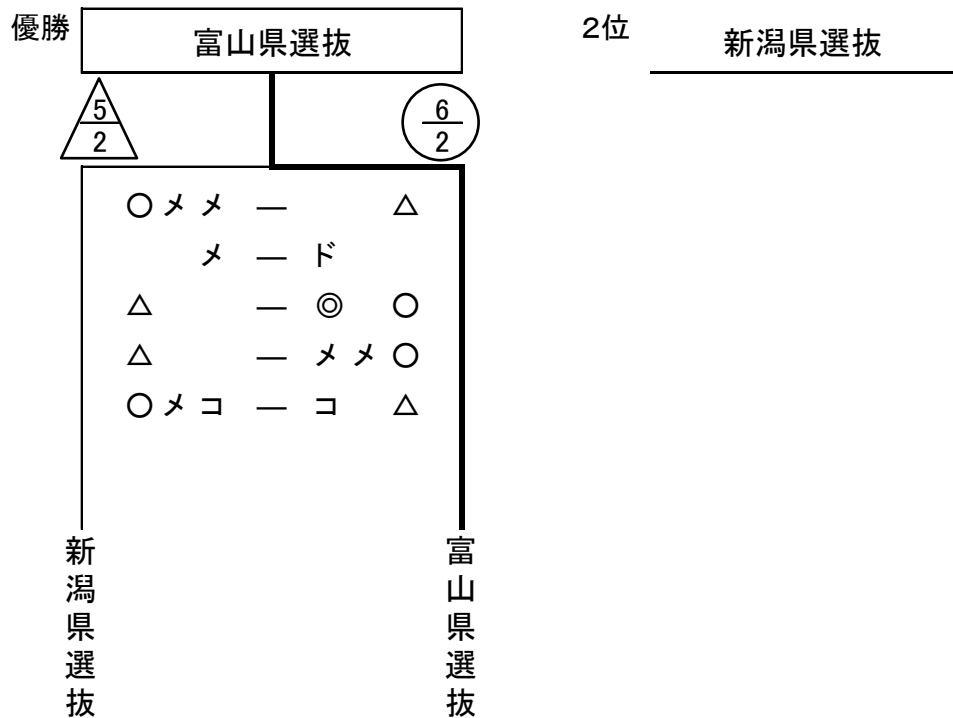 優勝 富山県選抜 2位 新潟県選抜
5/2 6/2
○メメ ― △
メ ― ド
△ ― ◎ ○
△ ― メメ○
○メコ ― コ △
新潟県選抜 富山県選抜